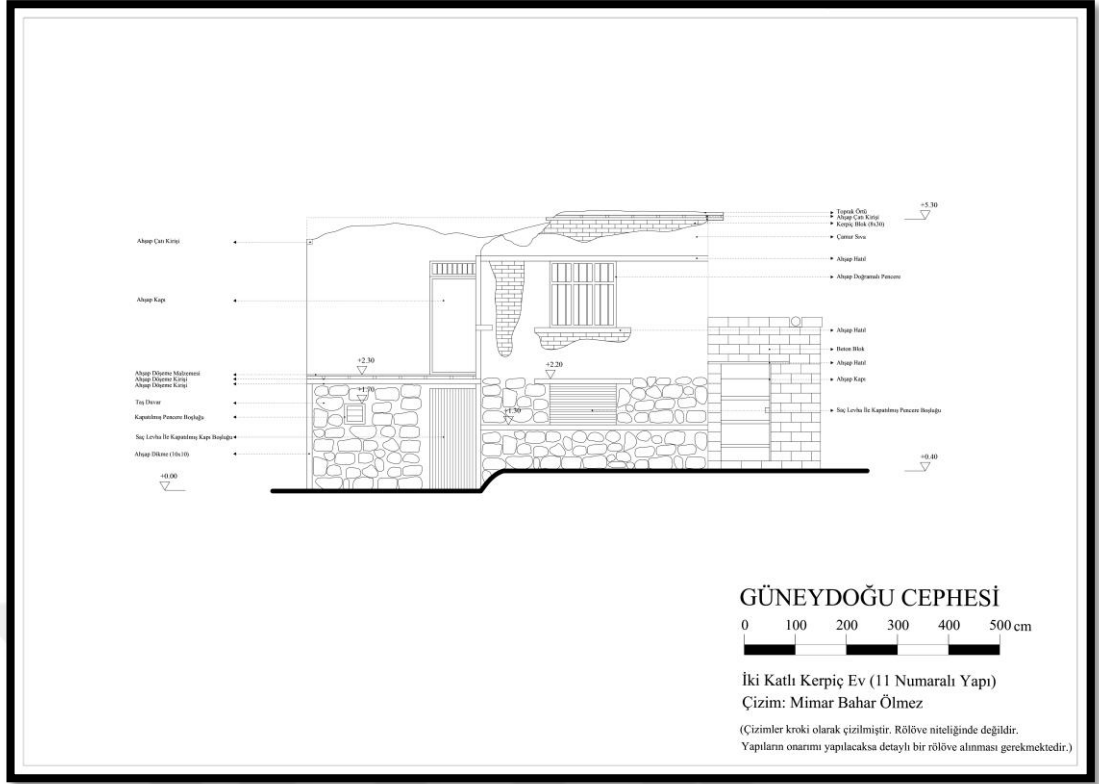 +5.30
Toprak Örtü
Ahşap Çatı Kirişi
Kerpiç Blok (8x30)
Çamur Sıva
Ahşap Hatıl
Ahşap Doğramalı Pencere
Ahşap Hatıl
Beton Blok
Ahşap Hatıl
Ahşap Kapı
Saç Levha İle Kapatılmış Pencere Boşluğu
+0.40
Ahşap Çatı Kirişi
Ahşap Kapı
Ahşap Döşeme Malzemesi
Ahşap Döşeme Kirişi
Ahşap Döşeme Kirişi
Taş Duvar
Kapatılmış Pencere Boşluğu
Saç Levha İle Kapatılmış Kapı Boşluğu
Ahşap Dikme (10x10)
+0.00
+2.30
+1.70
+2.20
+1.30
GÜNEYDOĞU CEPHESİ
0 100 200 300 400 500 cm
İki Katlı Kerpiç Ev (11 Numaralı Yapı)
Çizim: Mimar Bahar Ölmez
(Çizimler kroki olarak çizilmiştir. Rölöve niteliğinde değildir.
Yapıların onarımı yapılacaksa detaylı bir rölöve alınması gerekmektedir.)